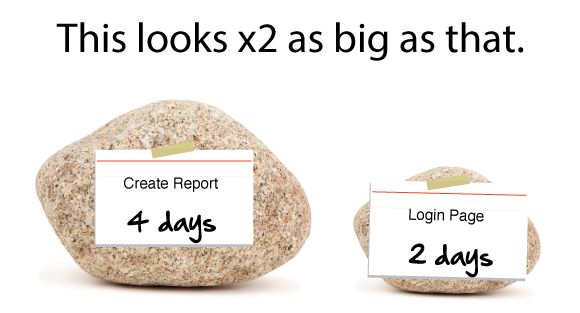 This looks x2 as big as that.
Create Report
4 days
Login Page
2 days